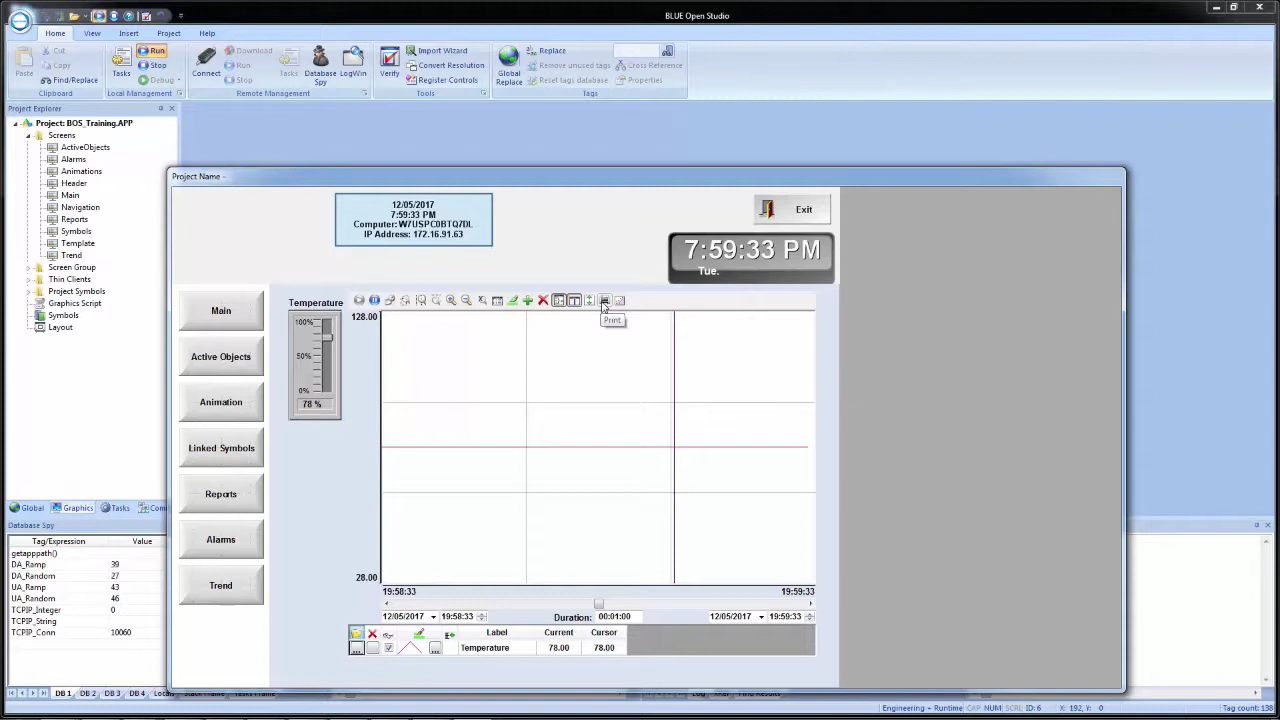 BLUE Open Studio
Home View Insert Project Help
Paste
Cut
Copy
Find/Replace
Clipboard
Tasks
Run
Stop
Debug
Local Management
Connect
Download
Run
Stop
Tasks
Database Spy
LogWin
Remote Management
Verify
Import Wizard
Convert Resolution
Register Controls
Tools
Global Replace
Replace
Remove unused tags
Reset tags database
Cross Reference
Properties
Tags
Project Explorer
Project: BOS_Training.APP
Screens
ActiveObjects
Alarms
Animations
Header
Main
Navigation
Reports
Symbols
Template
Trend
Screen Group
Thin Clients
Project Symbols
Graphics Script
Symbols
Layout
Global Graphics Tasks
Database Spy
Tag/Expression Value
getapppath()
DA_Ramp 39
DA_Random 27
UA_Ramp 43
UA_Random 46
TCPIP_Integer 0
TCPIP_String
TCPIP_Conn 10060
DB 1 DB 2 DB 3 DB 4
Project Name -
12/05/2017
7:59:33 PM
Computer: W7USPC0BTQ7DL
IP Address: 172.16.91.63
Exit
7:59:33 PM
Tue.
Main
Active Objects
Animation
Linked Symbols
Reports
Alarms
Trend
Temperature
100%
50%
0%
78 %
Print
128.00
28.00
19:58:33 19:59:33
12/05/2017 19:58:33 Duration: 00:01:00 12/05/2017 19:59:33
Label Current Cursor
Temperature 78.00 78.00
Engineering + Runtime CAP NUM SCRL ID: 6 X: 192, Y: 0 Tag count: 138